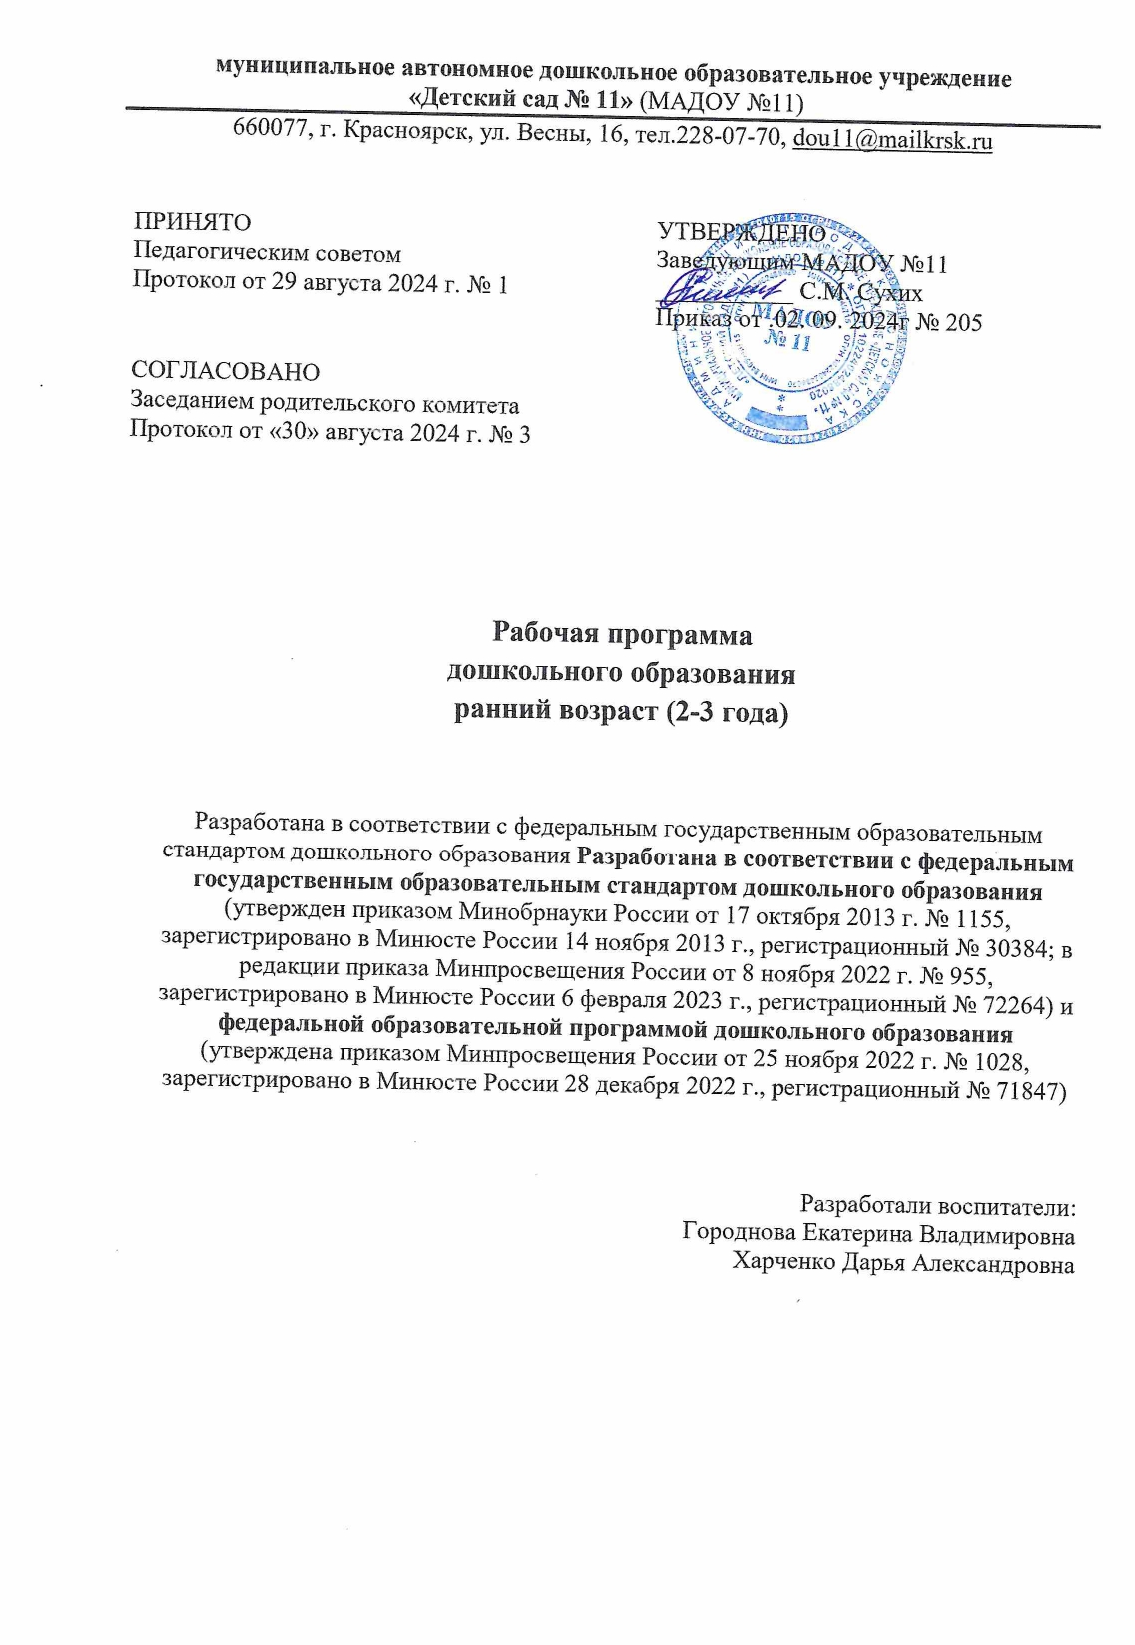 муниципальное автономное дошкольное образовательное учреждение
«Детский сад № 11» (МАДОУ №11)
660077, г. Красноярск, ул. Весны, 16, тел.228-07-70, dou11@mailkrsk.ru
ПРИНЯТО
Педагогическим советом
Протокол от 29 августа 2024 г. № 1
УТВЕРЖДЕНО
Заведующим МАДОУ №11
____________ С.М. Сухих
Приказ от .02. 09. 2024г № 205
МАДОУ
№ 11
СОГЛАСОВАНО
Заседанием родительского комитета
Протокол от «30» августа 2024 г. № 3
Рабочая программа
дошкольного образования
ранний возраст (2-3 года)
Разработана в соответствии с федеральным государственным образовательным
стандартом дошкольного образования Разработана в соответствии с федеральным
государственным образовательным стандартом дошкольного образования
(утвержден приказом Минобрнауки России от 17 октября 2013 г. № 1155,
зарегистрировано в Минюсте России 14 ноября 2013 г., регистрационный № 30384; в
редакции приказа Минпросвещения России от 8 ноября 2022 г. № 955,
зарегистрировано в Минюсте России 6 февраля 2023 г., регистрационный № 72264) и
федеральной образовательной программой дошкольного образования
(утверждена приказом Минпросвещения России от 25 ноября 2022 г. № 1028,
зарегистрировано в Минюсте России 28 декабря 2022 г., регистрационный № 71847)
Разработали воспитатели:
Городнова Екатерина Владимировна
Харченко Дарья Александровна